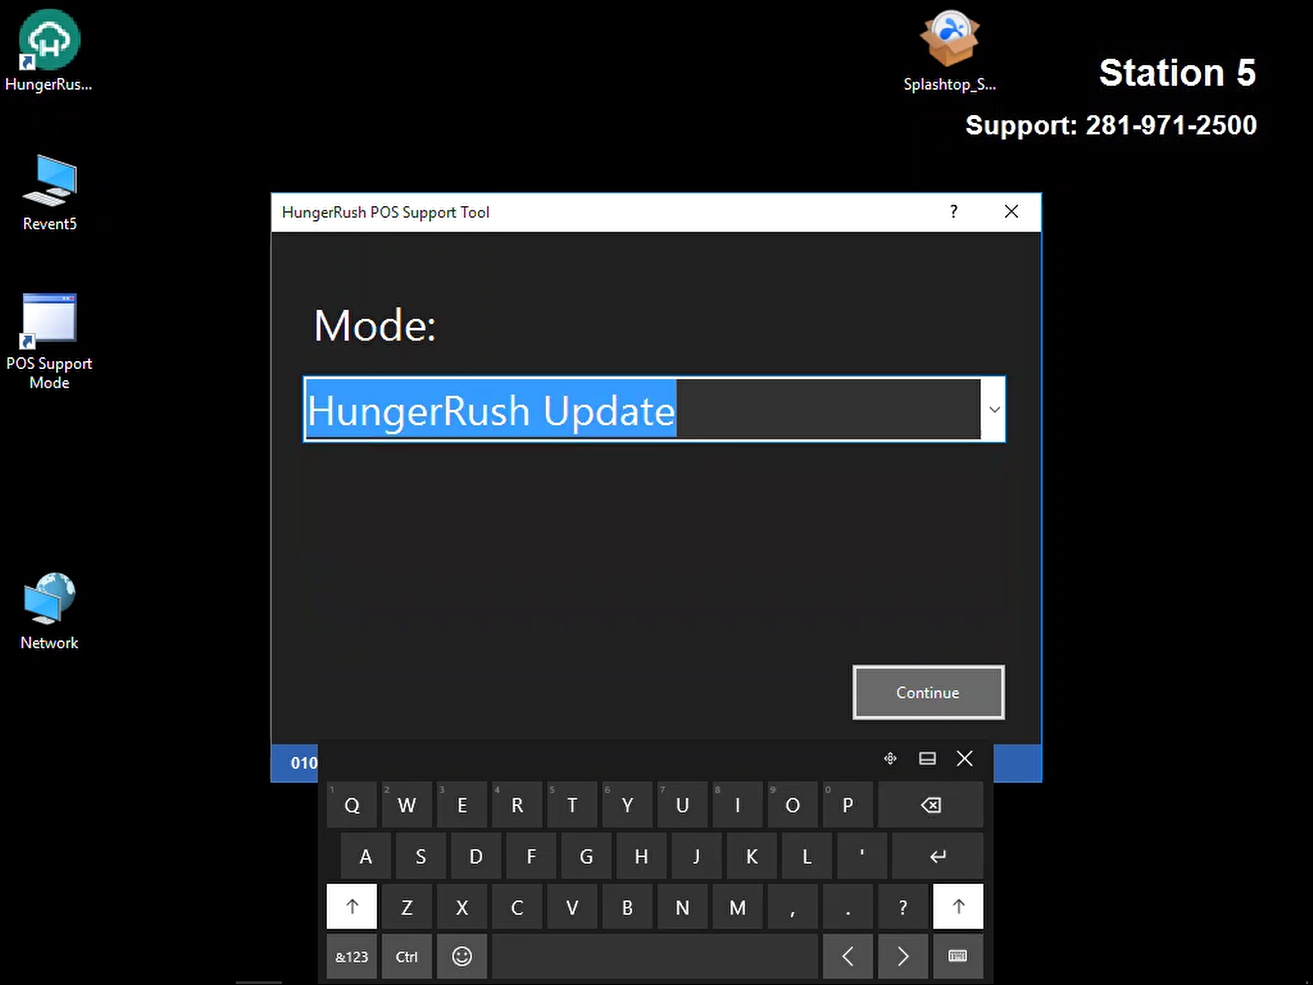 HungerRus...
Splashtop_S...
Station 5
Support: 281-971-2500
Revent5
POS Support
Mode
Network
HungerRush POS Support Tool
?
Mode:
HungerRush Update
Continue
010
1 Q 2 W 3 E 4 R 5 T 6 Y 7 U 8 I 9 O 0 P
A S D F G H J K L '
Z X C V B N M , . ?
&123 Ctrl